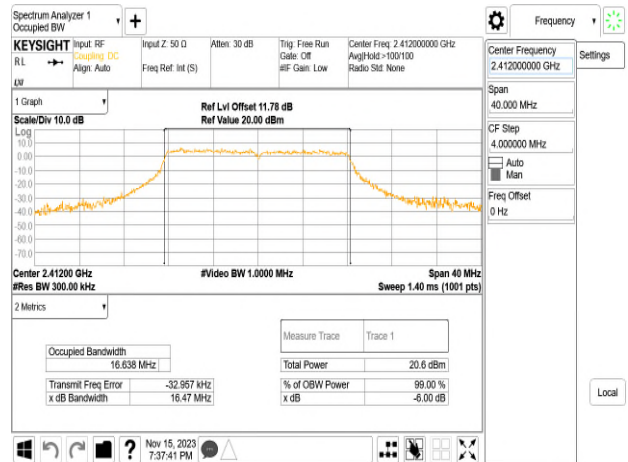 Spectrum Analyzer 1
Occupied BW
Frequency
KEYSIGHT
Input: RF
Coupling: DC
Align: Auto
Input Z: 50 Ω
Freq Ref: Int (S)
Atten: 30 dB
Trig: Free Run
Gate: Off
#IF Gain: Low
Center Freq: 2.412000000 GHz
Avg|Hold:>100/100
Radio Std: None
RL
Center Frequency
2.412000000 GHz
Settings
Span
40.000 MHz
CF Step
4.000000 MHz
Auto
Man
Freq Offset
0 Hz
1 Graph
Scale/Div 10.0 dB
Ref Lvl Offset 11.78 dB
Ref Value 20.00 dBm
Log
10.0
0.00
-10.0
-20.0
-30.0
-40.0
-50.0
-60.0
-70.0
Center 2.41200 GHz
#Res BW 300.00 kHz
#Video BW 1.0000 MHz
Span 40 MHz
Sweep 1.40 ms (1001 pts)
2 Metrics
Measure Trace
Trace 1
Occupied Bandwidth
16.638 MHz
Total Power
20.6 dBm
Transmit Freq Error
-32.957 kHz
% of OBW Power
99.00 %
x dB Bandwidth
16.47 MHz
x dB
-6.00 dB
Local
?
Nov 15, 2023
7:37:41 PM